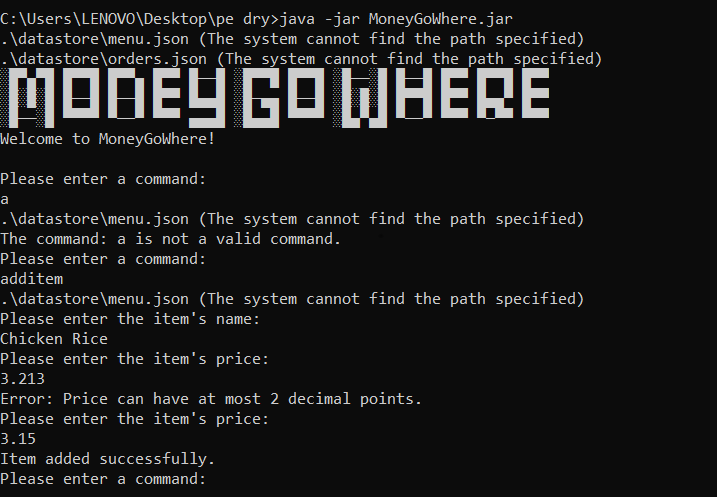 C:\Users\LENOVO\Desktop\pe dry>java -jar MoneyGoWhere.jar
.\datastore\menu.json (The system cannot find the path specified)
.\datastore\orders.json (The system cannot find the path specified)
MONEYGOWHERE
Welcome to MoneyGoWhere!
Please enter a command:
a
.\datastore\menu.json (The system cannot find the path specified)
The command: a is not a valid command.
Please enter a command:
additem
.\datastore\menu.json (The system cannot find the path specified)
Please enter the item's name:
Chicken Rice
Please enter the item's price:
3.213
Error: Price can have at most 2 decimal points.
Please enter the item's price:
3.15
Item added successfully.
Please enter a command: